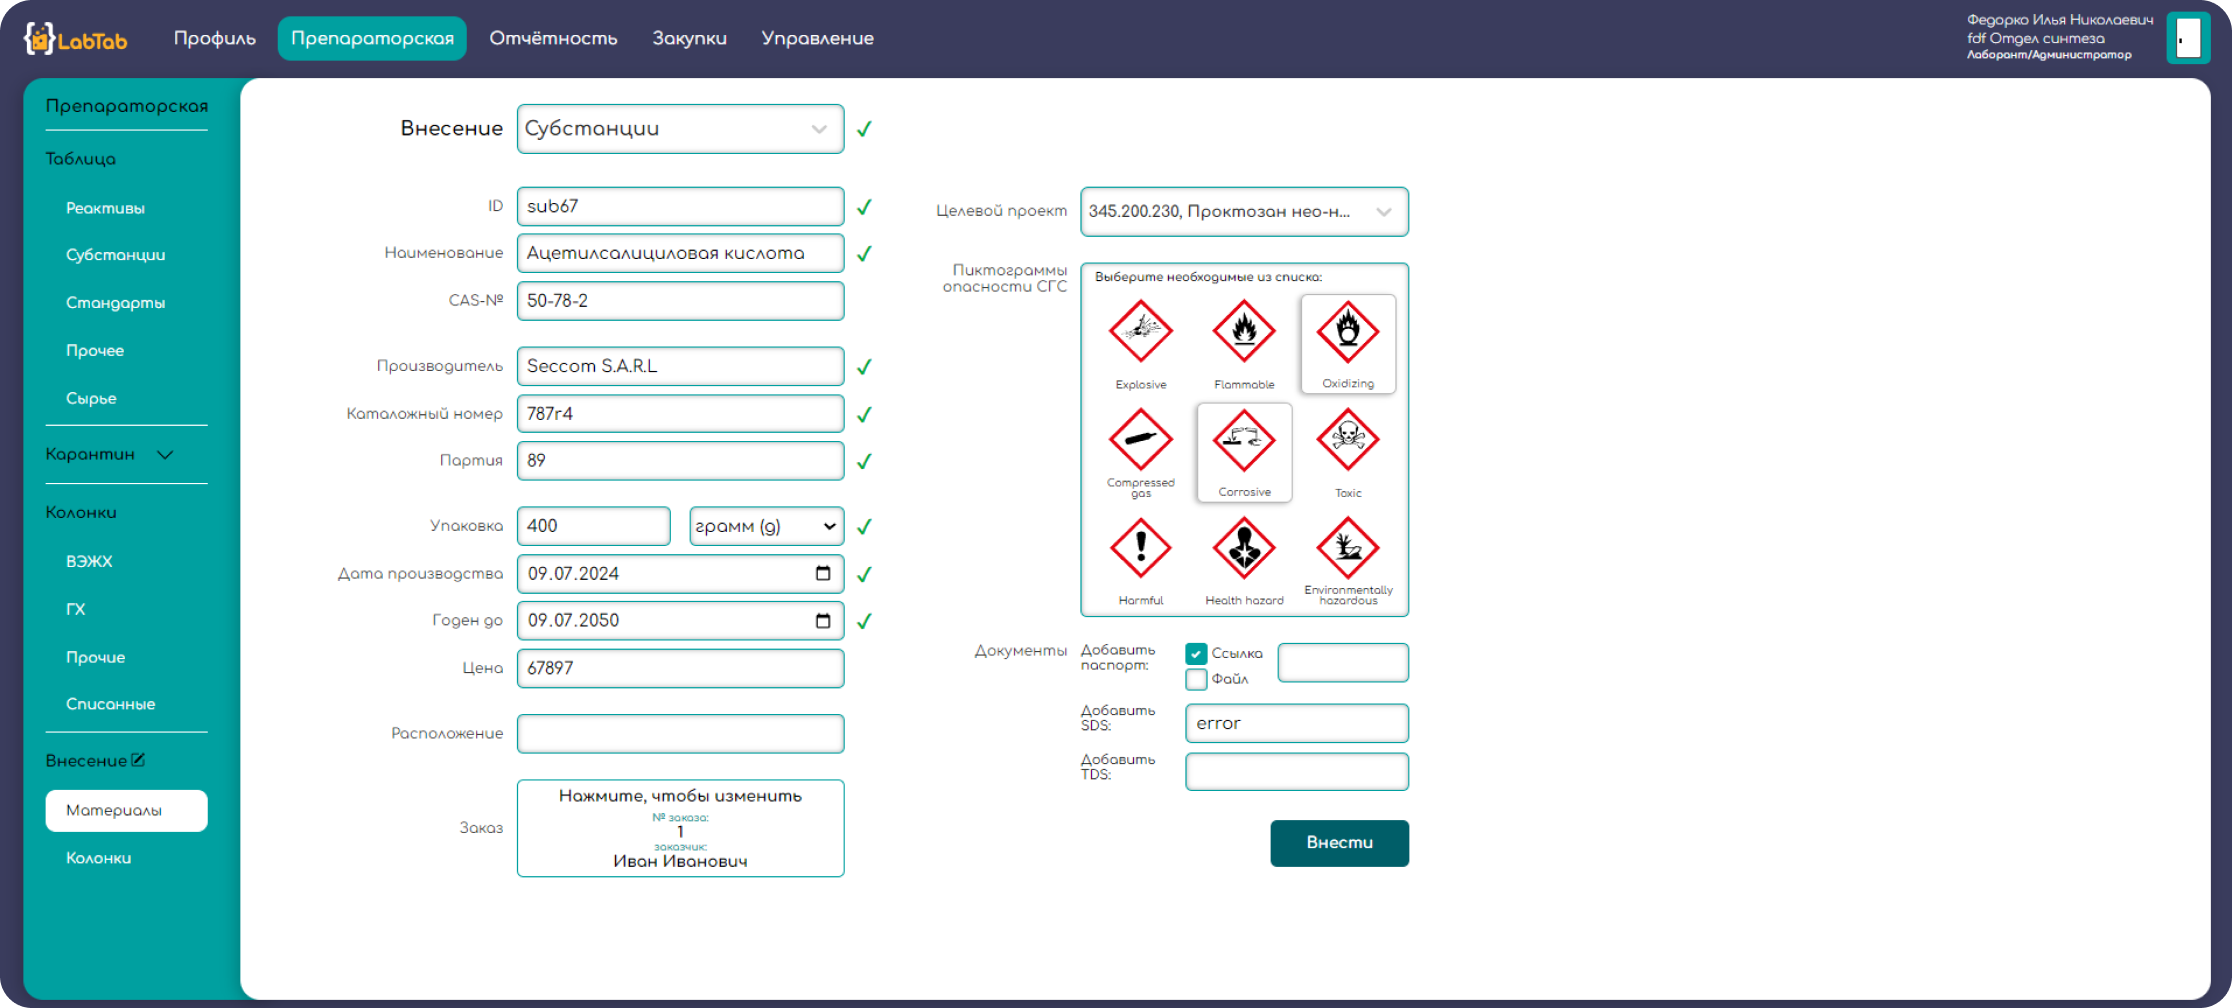 LabTab
Профиль
Препараторская
Отчётность
Закупки
Управление
Федорко Илья Николаевич
fdf Отдел синтеза
Лаборант/Администратор
Препараторская
Таблица
Реактивы
Субстанции
Стандарты
Прочее
Сырье
Карантин
Колонки
ВЭЖХ
ГХ
Прочие
Списанные
Внесение
Материалы
Колонки
Внесение Субстанции
ID sub67
Наименование Ацетилсалициловая кислота
CAS-№ 50-78-2
Производитель Seccom S.A.R.L
Каталожный номер 787r4
Партия 89
Упаковка 400 грамм (g)
Дата производства 09.07.2024
Годен до 09.07.2050
Цена 67897
Расположение
Заказ
Нажмите, чтобы изменить
№ заказа:
1
заказчик:
Иван Иванович
Целевой проект 345.200.230, Проктозан нео-н...
Пиктограммы
опасности СГС
Выберите необходимые из списка:
Explosive
Flammable
Oxidizing
Compressed
gas
Corrosive
Toxic
Harmful
Health hazard
Environmentally
hazardous
Документы
Добавить
паспорт:
Ссылка
Файл
Добавить
SDS:
error
Добавить
TDS:
Внести